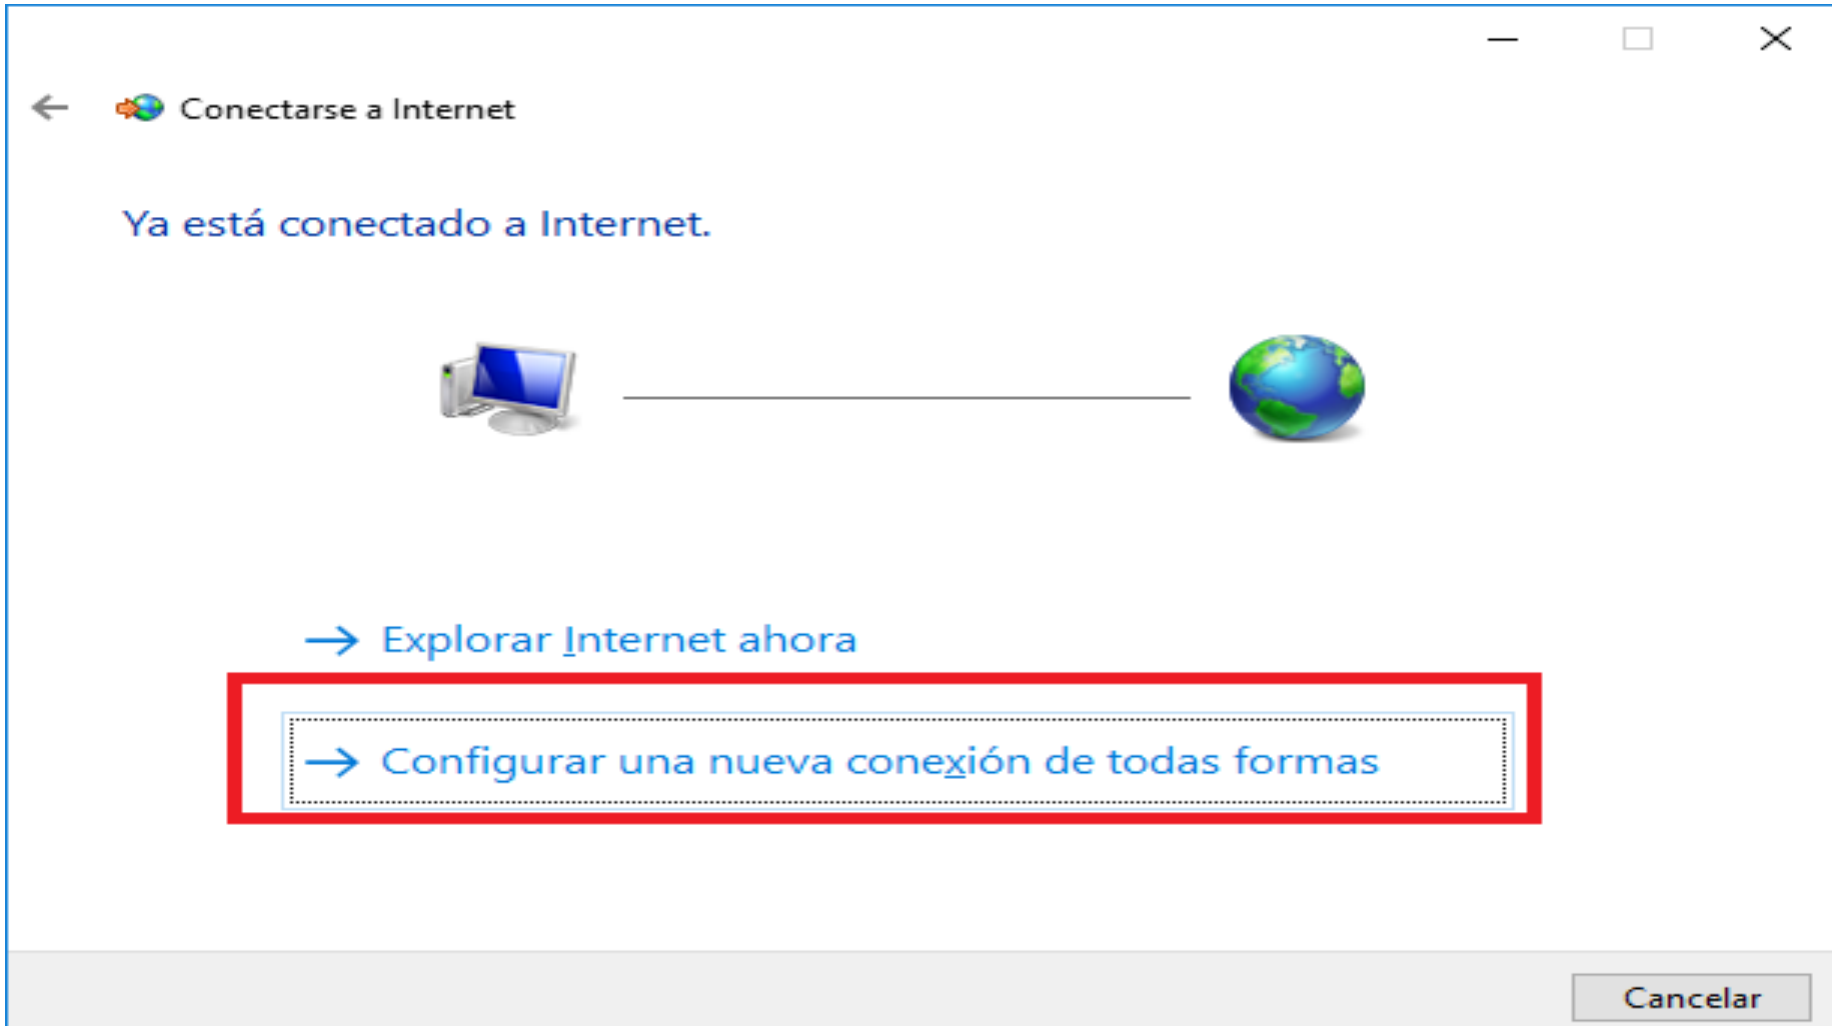 Conectarse a Internet
Ya está conectado a Internet.
Explorar Internet ahora
Configurar una nueva conexión de todas formas
Cancelar